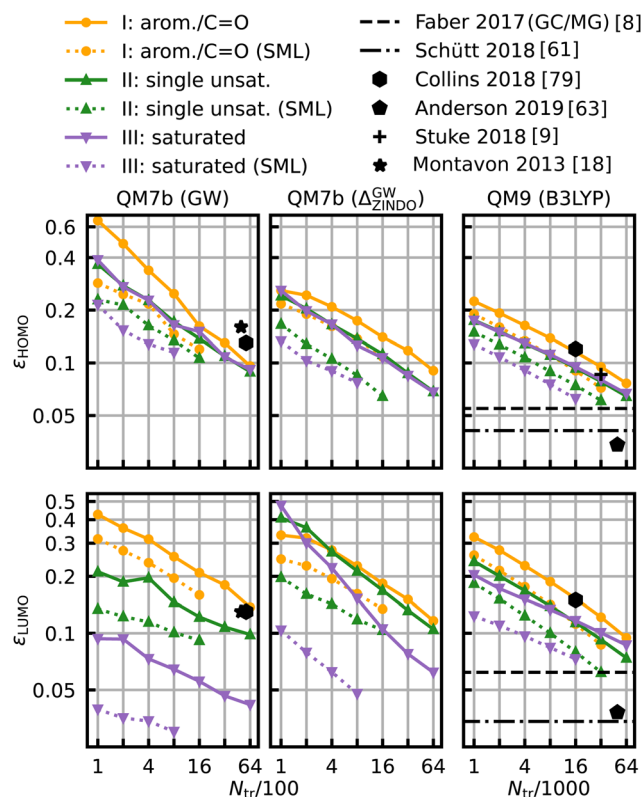 I: arom./C=O
I: arom./C=O (SML)
II: single unsat.
II: single unsat. (SML)
III: saturated
III: saturated (SML)
Faber 2017(GC/MG) [8]
Schütt 2018 [61]
Collins 2018 [79]
Anderson 2019 [63]
Stuke 2018 [9]
Montavon 2013 [18]
QM7b (GW)
QM7b (Δ^GW_ZINDO)
QM9 (B3LYP)
ε_HOMO
0.6
0.4
0.2
0.1
0.05
ε_LUMO
0.5
0.4
0.3
0.2
0.1
0.05
1 4 16 64
1 4 16 64
1 4 16 64
N_tr/100
N_tr/1000